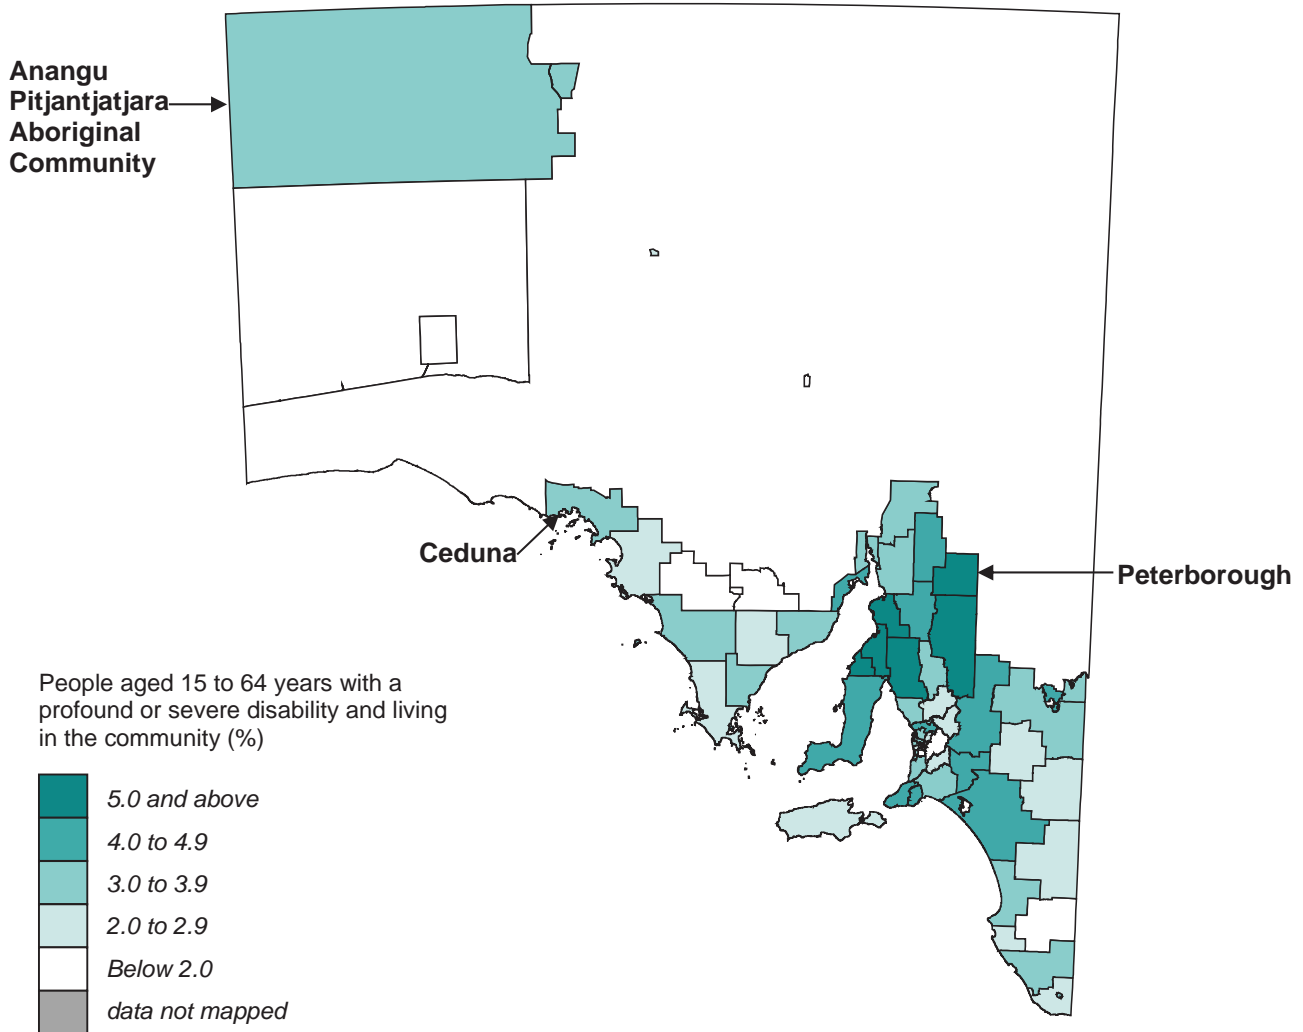 Anangu
Pitjantjatjara
Aboriginal
Community
Ceduna
Peterborough
People aged 15 to 64 years with a
profound or severe disability and living
in the community (%)
5.0 and above
4.0 to 4.9
3.0 to 3.9
2.0 to 2.9
Below 2.0
data not mapped